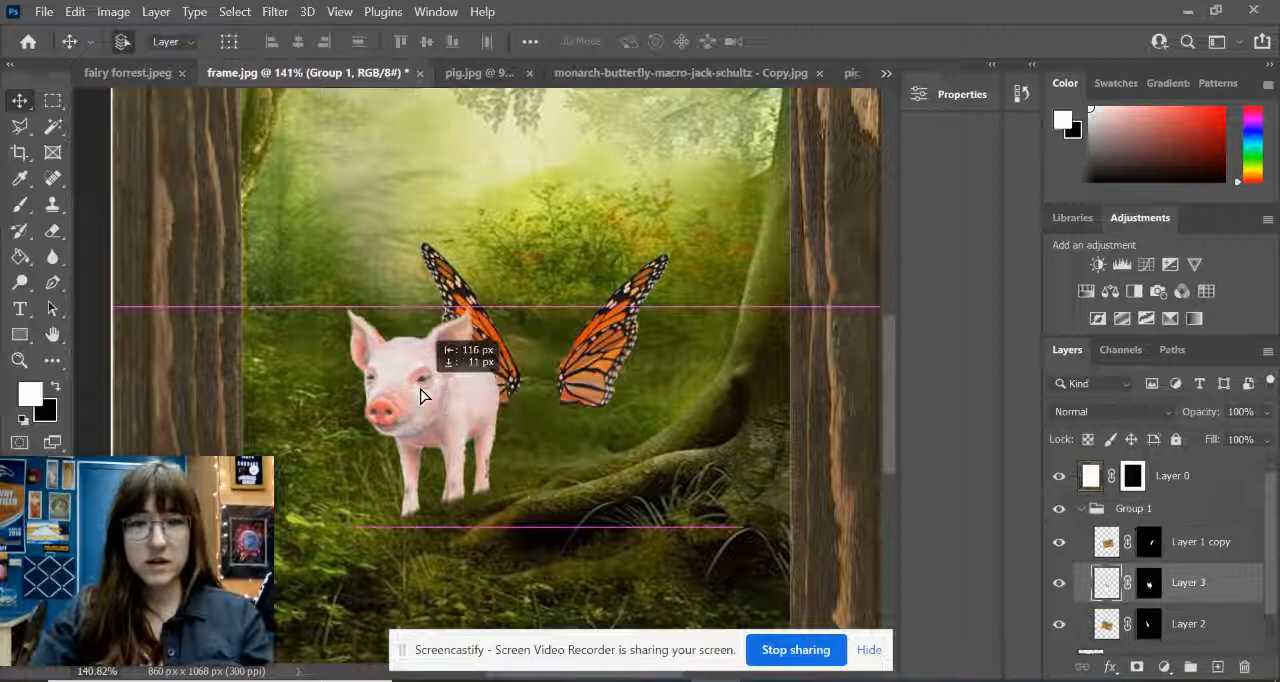 Ps File Edit Image Layer Type Select Filter 3D View Plugins Window Help
Layer ••• 3D Mode:
fairy forrest.jpeg × frame.jpg @ 141% (Group 1, RGB/8#) * × pig.jpg @ 9... × monarch-butterfly-macro-jack-schultz - Copy.jpg ×
Properties
Color Swatches Gradient: Patterns
Libraries Adjustments
Add an adjustment
116 px
11 px
Layers Channels Paths
Kind
Normal Opacity: 100%
Lock: Fill: 100%
Layer 0
Group 1
Layer 1 copy
Layer 3
Layer 2
Screencastify - Screen Video Recorder is sharing your screen. Stop sharing Hide
140.82% 860 px x 1068 px (300 ppi)